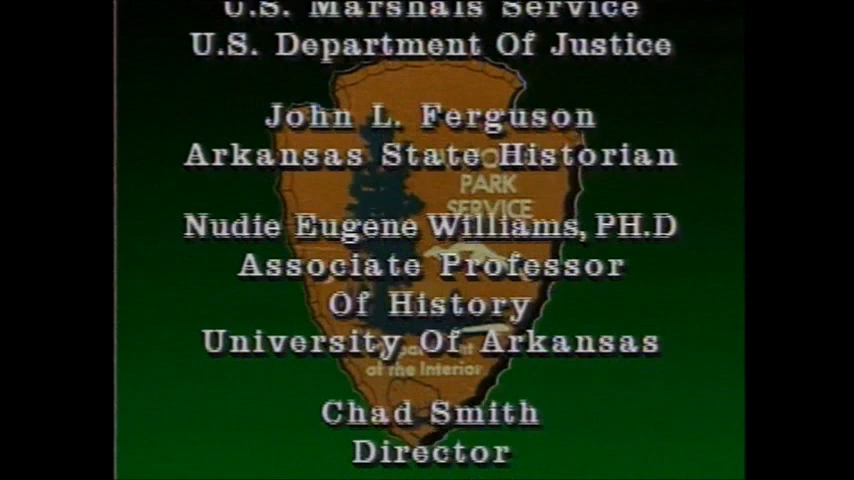 U.S. Marshals Service
U.S. Department Of Justice
John L. Ferguson
Arkansas State Historian
PARK
SERVICE
Nudie Eugene Williams, PH.D
Associate Professor
Of History
University Of Arkansas
of the Interior
Chad Smith
Director